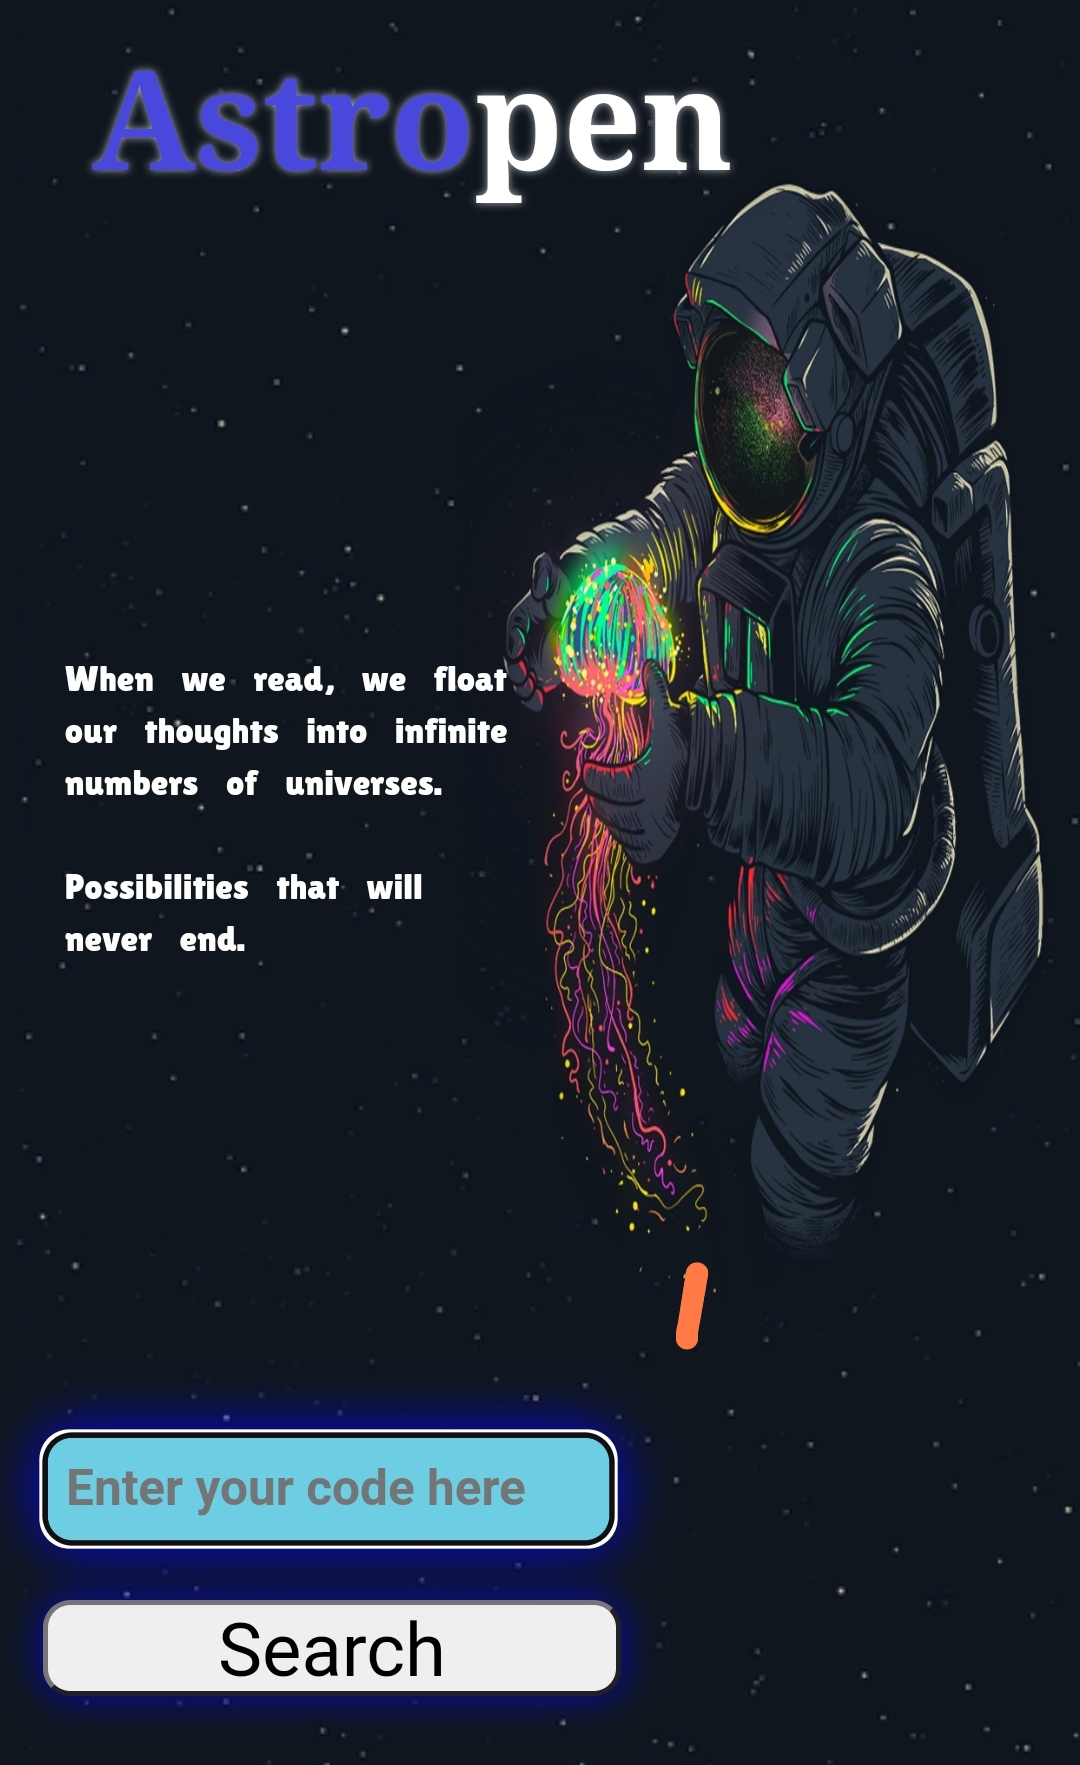 Astropen
When we read, we float
our thoughts into infinite
numbers of universes.
Possibilities that will
never end.
Enter your code here
Search